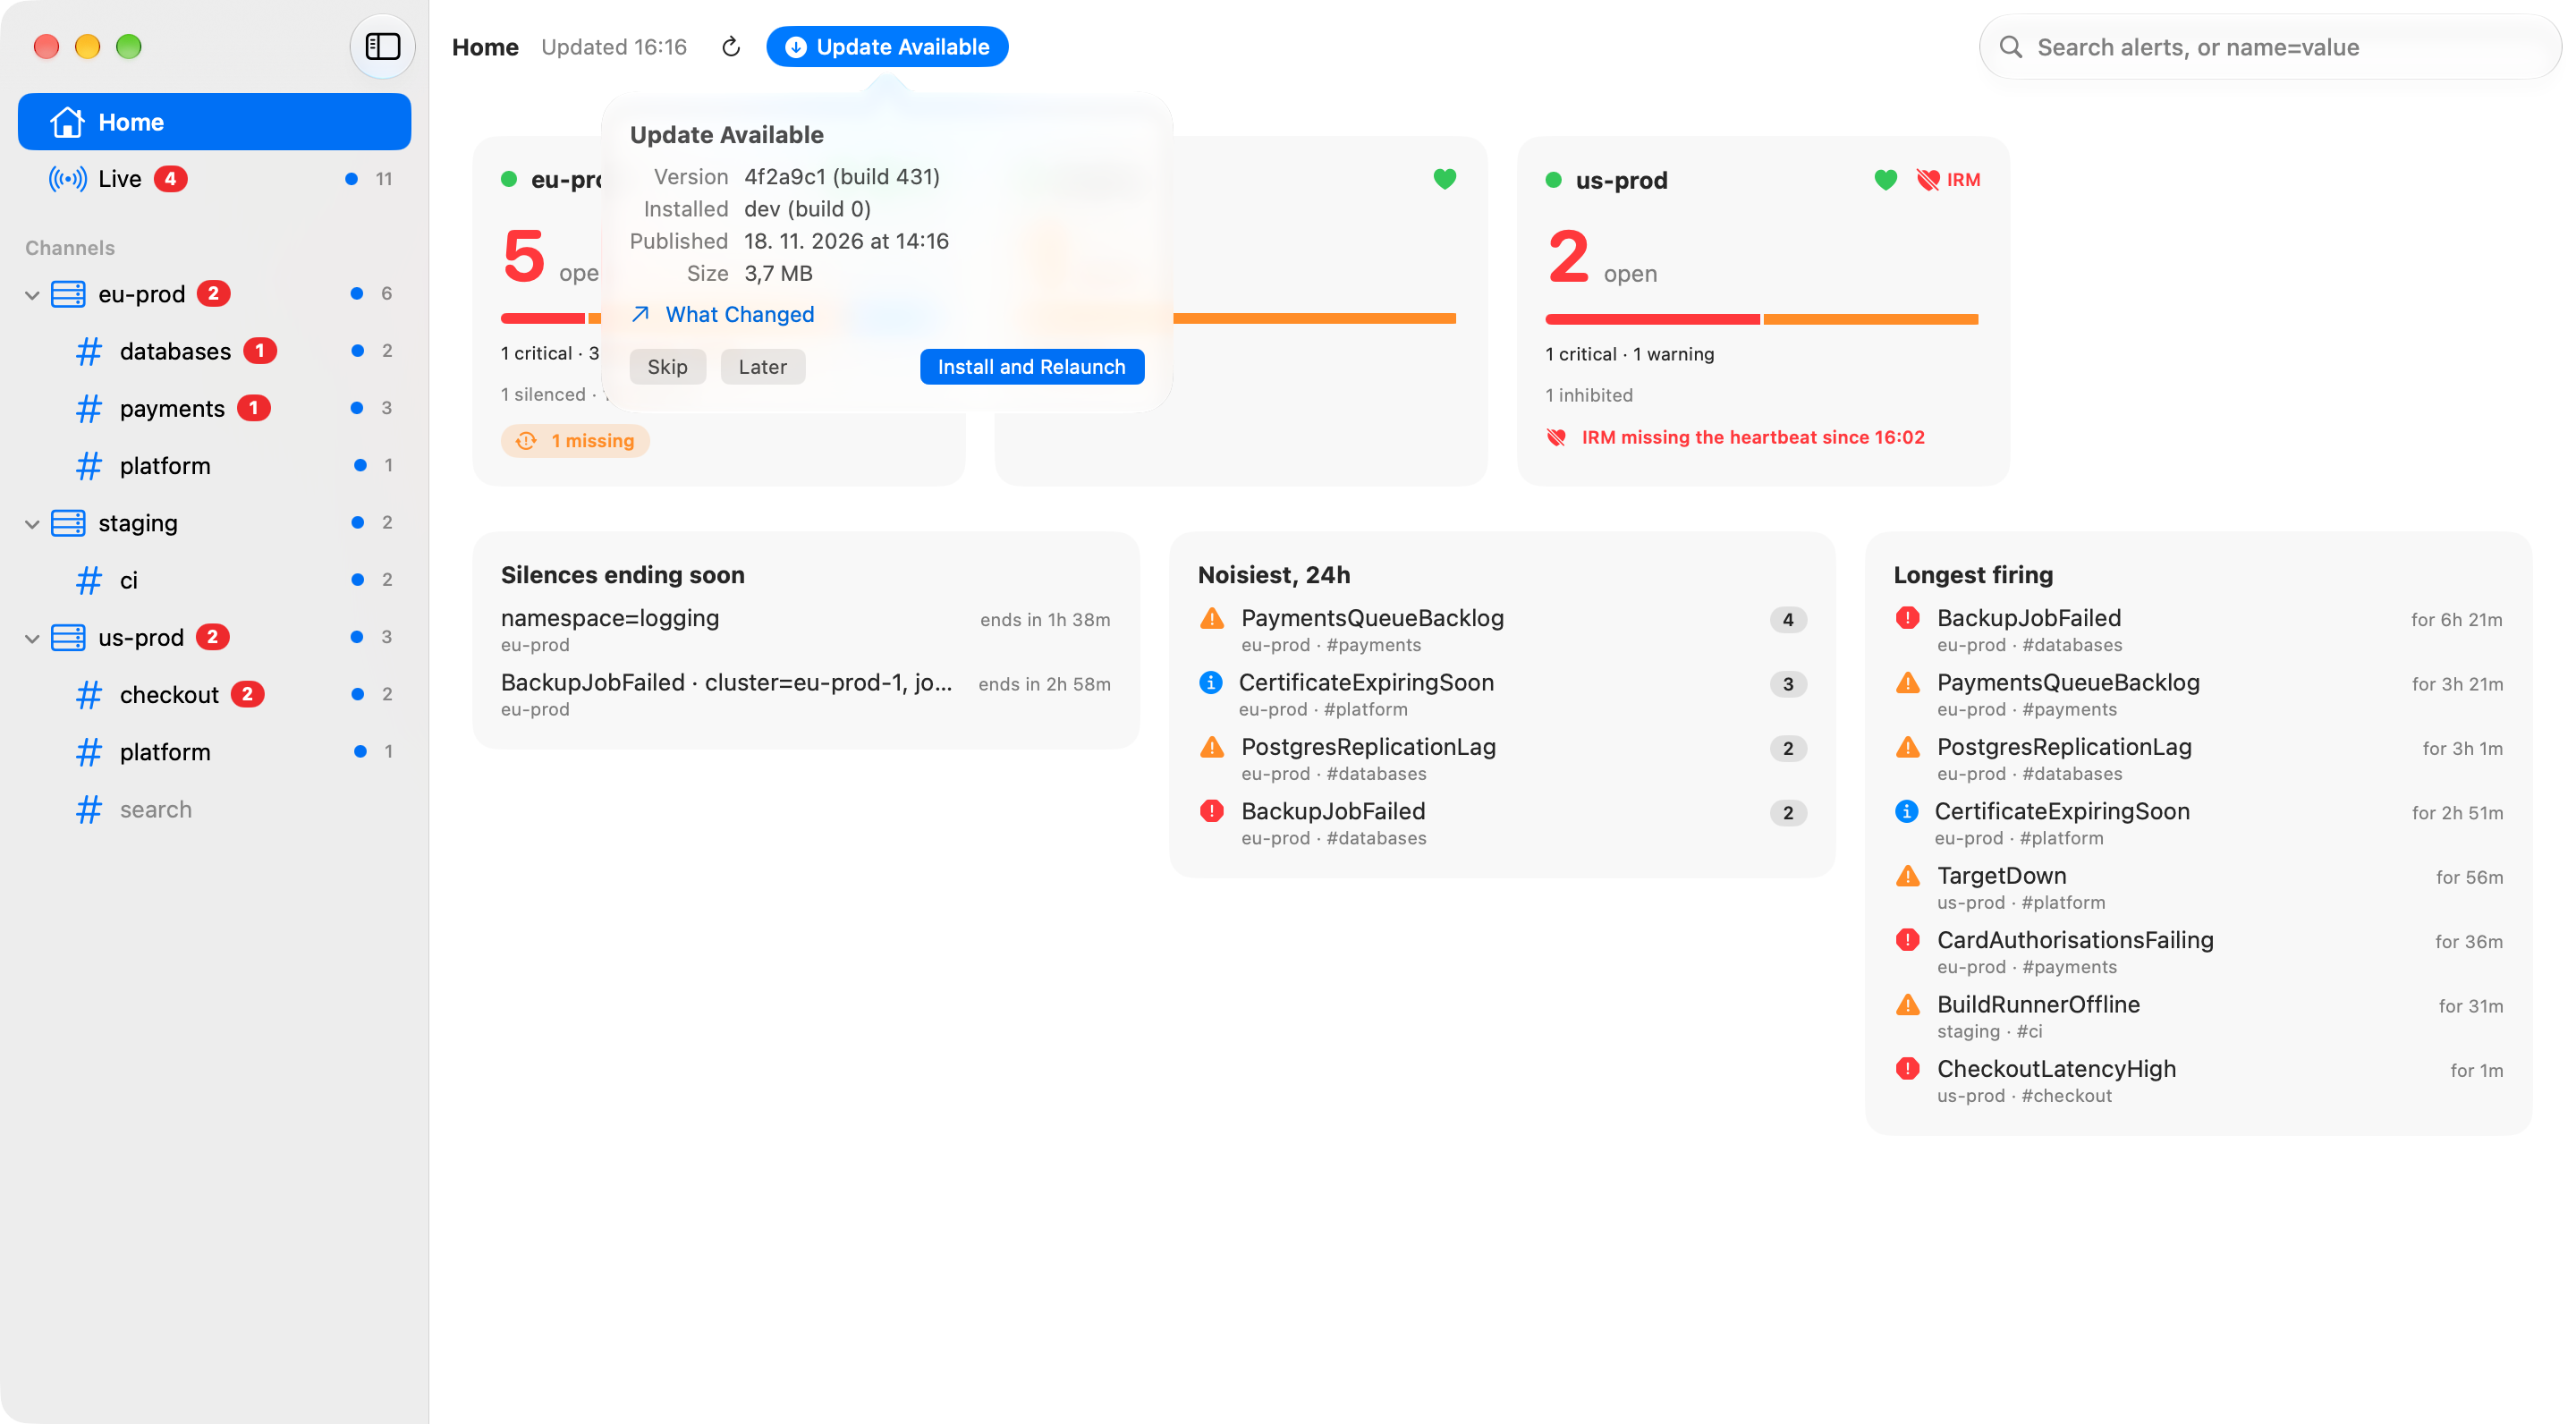 Home
Live 4 11
Channels
eu-prod 2 6
databases 1 2
payments 1 3
platform 1
staging 2
ci 2
us-prod 2 3
checkout 2 2
platform 1
search
Home Updated 16:16 Update Available
Search alerts, or name=value
Update Available
Version 4f2a9c1 (build 431)
Installed dev (build 0)
Published 18. 11. 2026 at 14:16
Size 3,7 MB
What Changed
Skip Later Install and Relaunch
5
1 critical · 3
1 silenced ·
1 missing
us-prod IRM
2 open
1 critical · 1 warning
1 inhibited
IRM missing the heartbeat since 16:02
Silences ending soon
namespace=logging ends in 1h 38m
eu-prod
BackupJobFailed · cluster=eu-prod-1, jo... ends in 2h 58m
eu-prod
Noisiest, 24h
PaymentsQueueBacklog 4
eu-prod · #payments
CertificateExpiringSoon 3
eu-prod · #platform
PostgresReplicationLag 2
eu-prod · #databases
BackupJobFailed 2
eu-prod · #databases
Longest firing
BackupJobFailed for 6h 21m
eu-prod · #databases
PaymentsQueueBacklog for 3h 21m
eu-prod · #payments
PostgresReplicationLag for 3h 1m
eu-prod · #databases
CertificateExpiringSoon for 2h 51m
eu-prod · #platform
TargetDown for 56m
us-prod · #platform
CardAuthorisationsFailing for 36m
eu-prod · #payments
BuildRunnerOffline for 31m
staging · #ci
CheckoutLatencyHigh for 1m
us-prod · #checkout